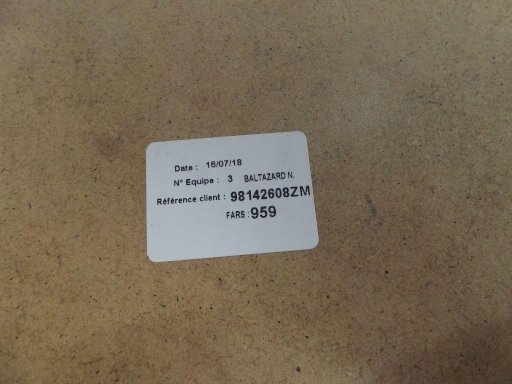 Date : 16/07/18
N° Equipe : 3 BALTAZARD N.
Référence client : 98142608ZM
FARS : 959